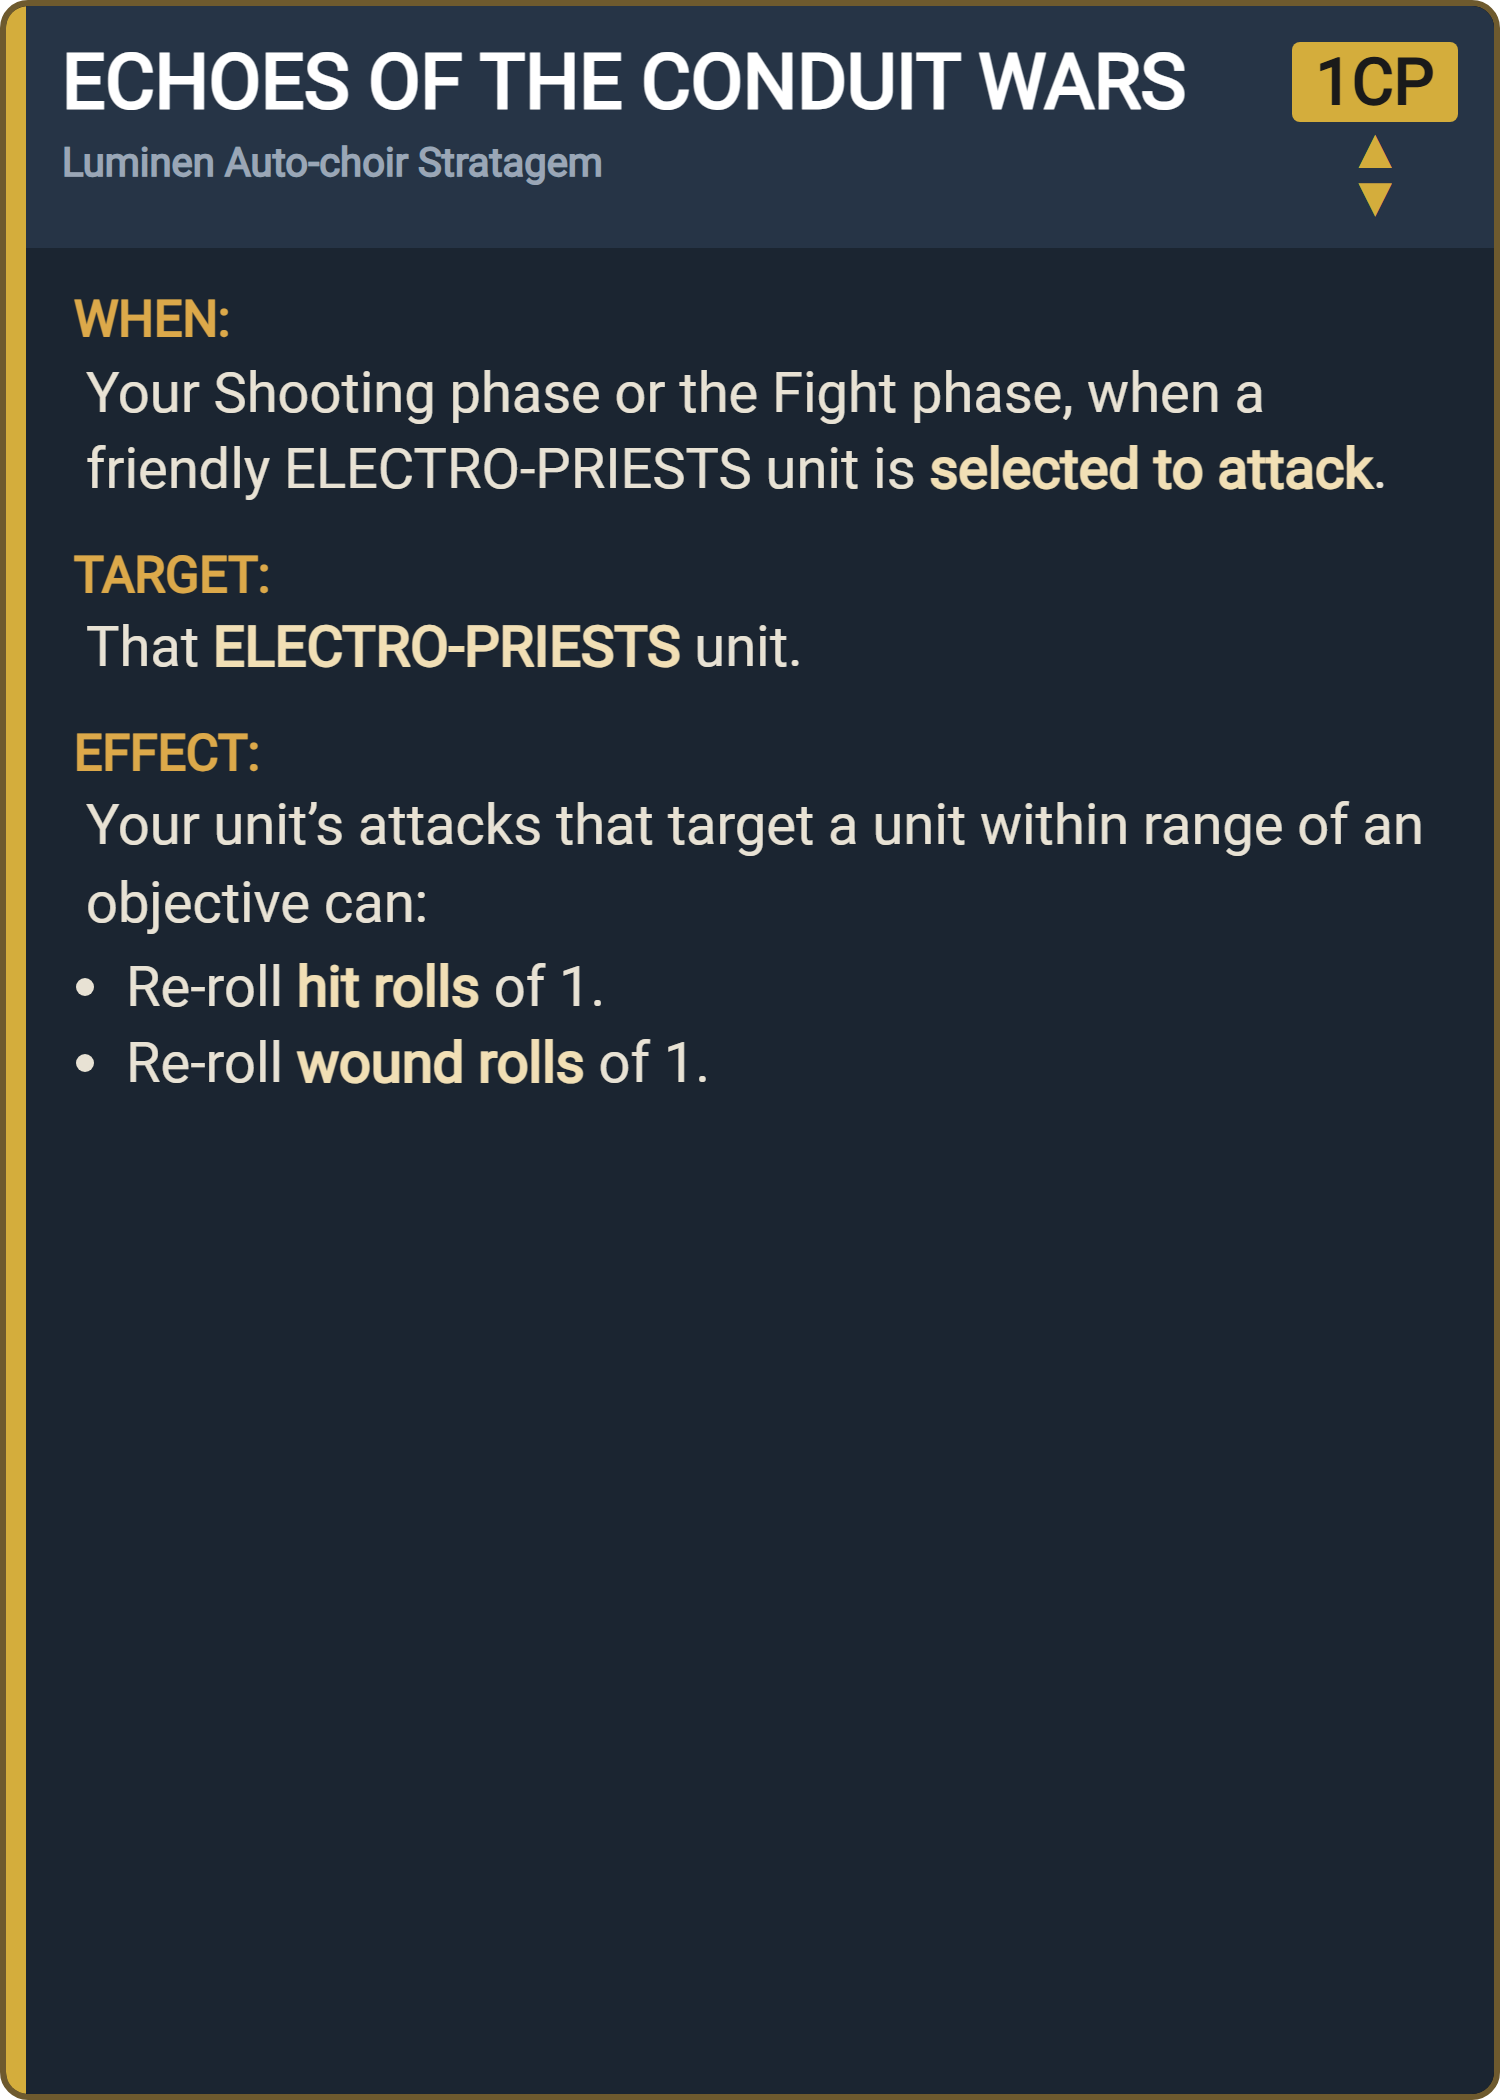 ECHOES OF THE CONDUIT WARS
1CP
Luminen Auto-choir Stratagem
▲
▼
WHEN:
Your Shooting phase or the Fight phase, when a
friendly ELECTRO-PRIESTS unit is selected to attack.
TARGET:
That ELECTRO-PRIESTS unit.
EFFECT:
Your unit’s attacks that target a unit within range of an
objective can:
• Re-roll hit rolls of 1.
• Re-roll wound rolls of 1.